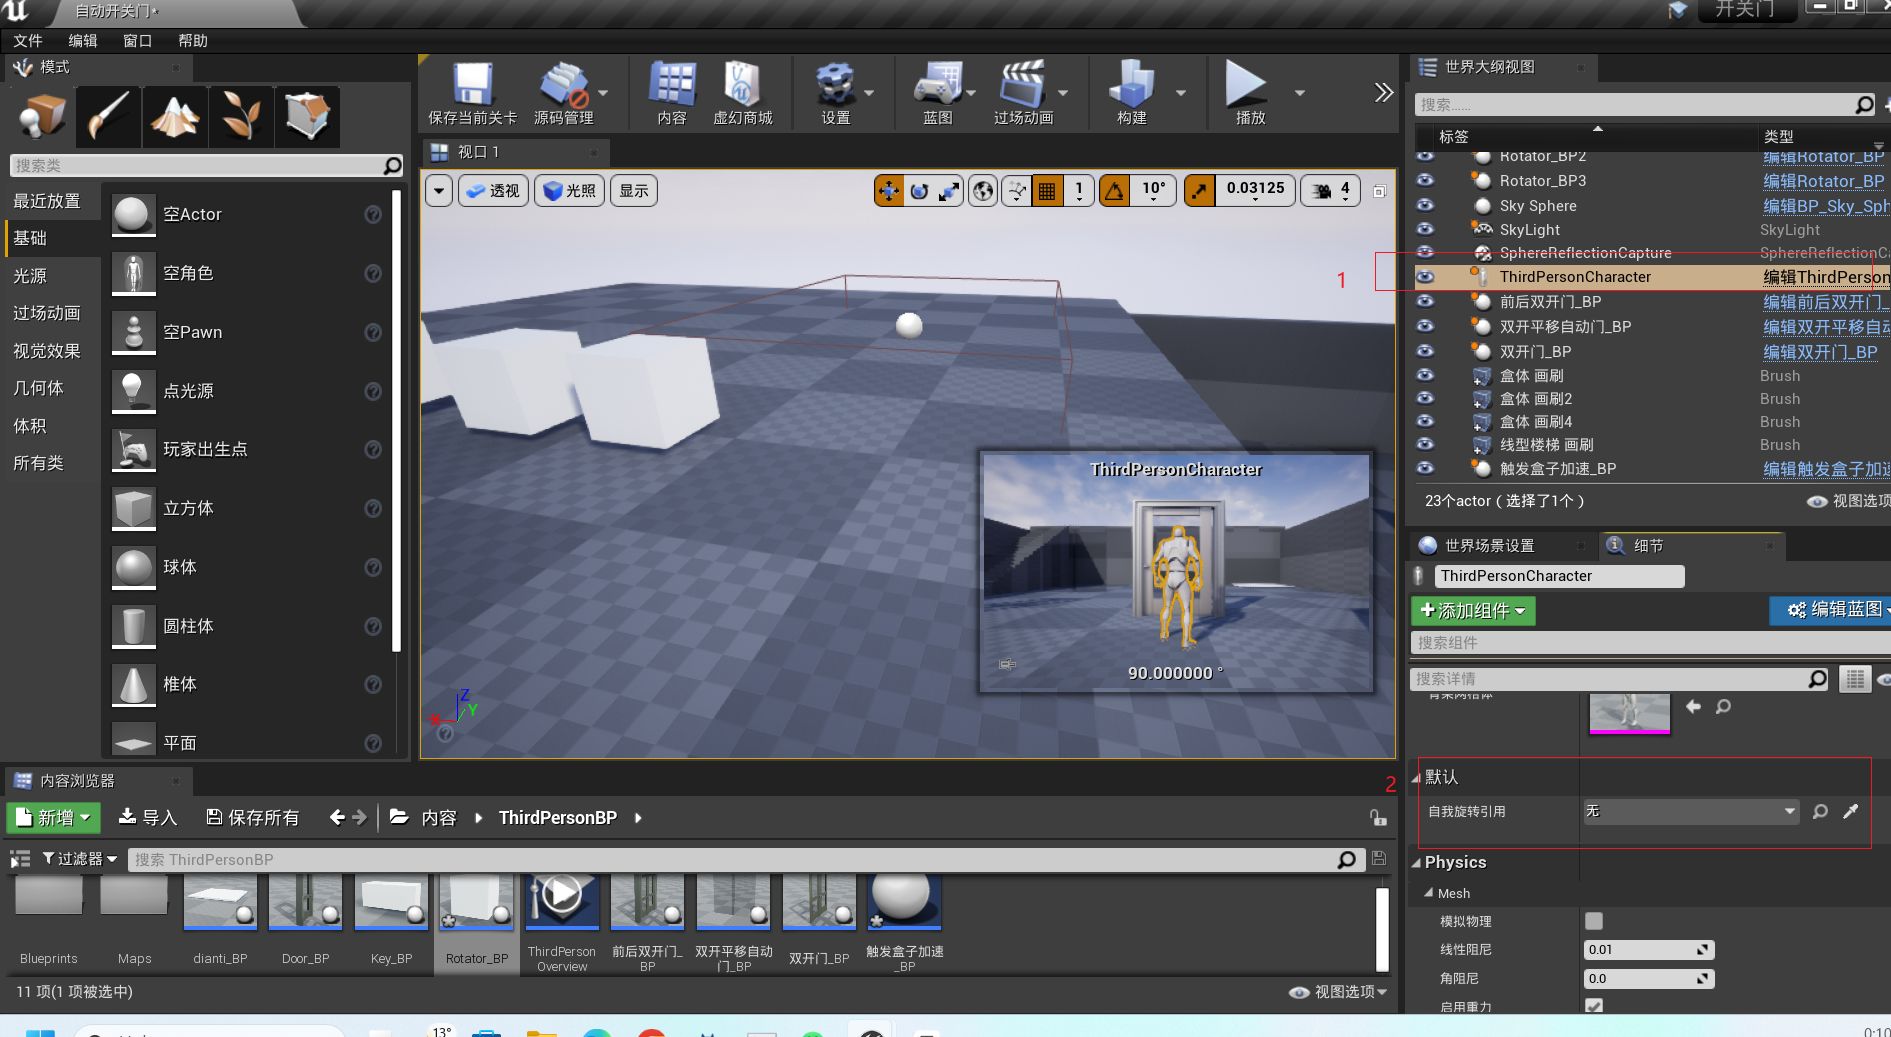 自动开关门*
开关门
文件 编辑 窗口 帮助
模式
搜索类
最近放置
基础
光源
过场动画
视觉效果
几何体
体积
所有类
空Actor
空角色
空Pawn
点光源
玩家出生点
立方体
球体
圆柱体
椎体
平面
保存当前关卡
源码管理
内容
虚幻商城
设置
蓝图
过场动画
构建
播放
视口 1
透视
光照
显示
1
10°
0.03125
4
ThirdPersonCharacter
90.000000 °
Z
X
Y
1
2
世界大纲视图
搜索......
标签 类型
Rotator_BP2 编辑Rotator_BP
Rotator_BP3 编辑Rotator_BP
Sky Sphere 编辑BP_Sky_Sph
SkyLight SkyLight
SphereReflectionCapture SphereReflectionC
ThirdPersonCharacter 编辑ThirdPerson
前后双开门_BP 编辑前后双开门_
双开平移自动门_BP 编辑双开平移自动
双开门_BP 编辑双开门_BP
盒体 画刷 Brush
盒体 画刷2 Brush
盒体 画刷4 Brush
线型楼梯 画刷 Brush
触发盒子加速_BP 编辑触发盒子加速
23个actor ( 选择了1个 )
视图选项
世界场景设置
细节
ThirdPersonCharacter
添加组件
编辑蓝图
搜索组件
搜索详情
默认
自我旋转引用 无
Physics
Mesh
模拟物理
线性阻尼 0.01
角阻尼 0.0
启用重力
内容浏览器
新增 导入 保存所有 内容 ThirdPersonBP
过滤器 搜索 ThirdPersonBP
Blueprints
Maps
dianti_BP
Door_BP
Key_BP
Rotator_BP
ThirdPerson
Overview
前后双开门_
BP
双开平移自动
门_BP
双开门_BP
触发盒子加速
_BP
11 项(1 项被选中)
视图选项
13°
0:10